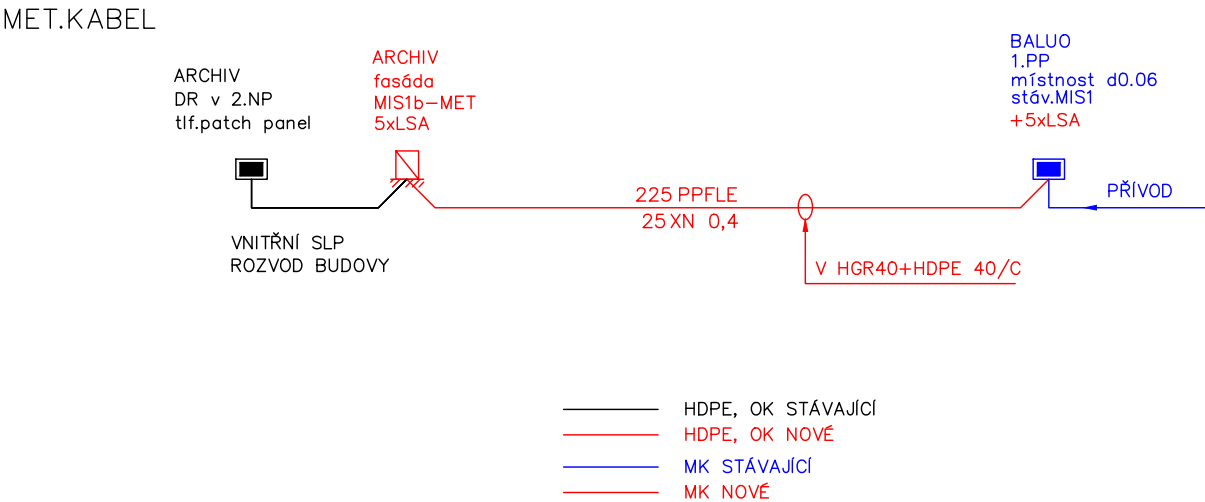 MET.KABEL
ARCHIV
DR v 2.NP
tlf.patch panel
ARCHIV
fasáda
MIS1b-MET
5xLSA
BALUO
1.PP
místnost d0.06
stáv.MIS1
+5xLSA
225 PPFLE
25 XN 0,4
PŘÍVOD
VNITŘNÍ SLP
ROZVOD BUDOVY
V HGR40+HDPE 40/C
HDPE, OK STÁVAJÍCÍ
HDPE, OK NOVÉ
MK STÁVAJÍCÍ
MK NOVÉ